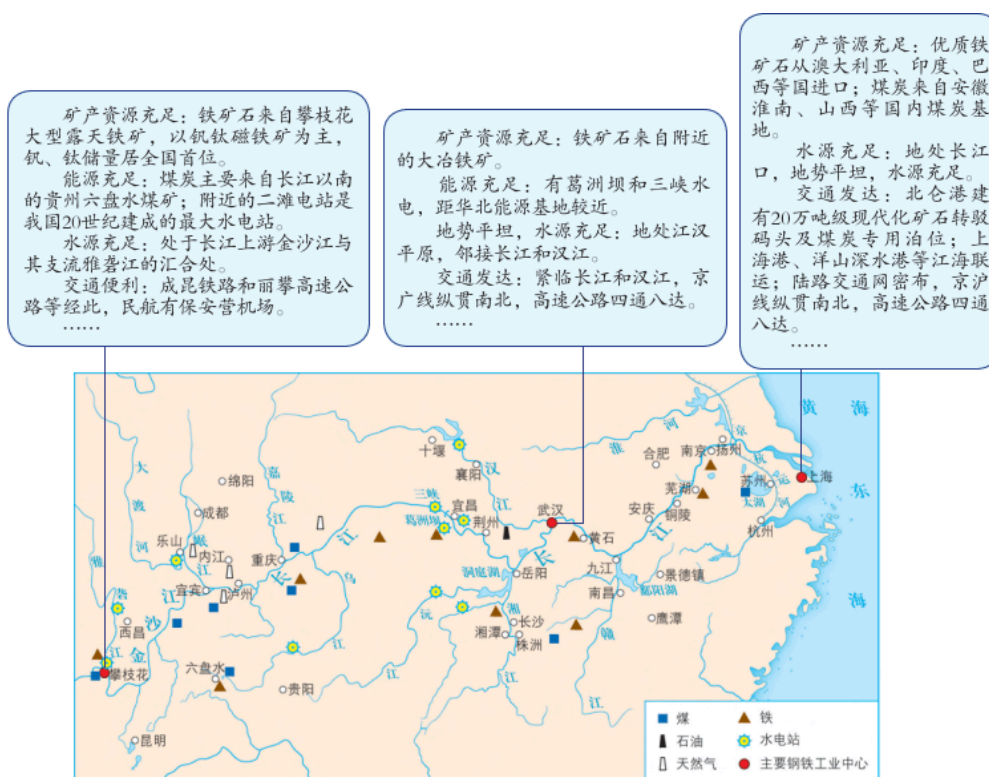 矿产资源充足：铁矿石来自攀枝花
大型露天铁矿，以钒钛磁铁矿为主，
钒、钛储量居全国首位。
能源充足：煤炭主要来自长江以南
的贵州六盘水煤矿；附近的二滩电站是
我国20世纪建成的最大水电站。
水源充足：处于长江上游金沙江与
其支流雅砻江的汇合处。
交通便利：成昆铁路和丽攀高速公
路等经此，民航有保安营机场。
……
矿产资源充足：铁矿石来自附近
的大冶铁矿。
能源充足：有葛洲坝和三峡水
电，距华北能源基地较近。
地势平坦，水源充足：地处江汉
平原，邻接长江和汉江。
交通发达：紧临长江和汉江，京
广线纵贯南北，高速公路四通八达。
……
矿产资源充足：优质铁
矿石从澳大利亚、印度、巴
西等国进口；煤炭来自安徽
淮南、山西等国内煤炭基
地。
水源充足：地处长江
口，地势平坦，水源充足。
交通发达：北仑港建
有20万吨级现代化矿石转驳
码头及煤炭专用泊位；上
海港、洋山深水港等江海联
运；陆路交通网密布，京沪
线纵贯南北，高速公路四通
八达。
……
黄海
东海
淮河
京杭运河
十堰
襄阳
汉江
合肥
南京
扬州
上海
苏州
太湖
芜湖
铜陵
安庆
杭州
大渡河
绵阳
成都
嘉陵江
三峡
宜昌
葛洲坝
荆州
武汉
黄石
长江
九江
岳阳
洞庭湖
景德镇
鄱阳湖
南昌
鹰潭
乐山
岷江
内江
重庆
宜宾
泸州
乌江
沅江
湘江
长沙
湘潭
株洲
赣江
雅砻江
西昌
金沙江
攀枝花
六盘水
贵阳
昆明
煤
铁
石油
水电站
天然气
主要钢铁工业中心